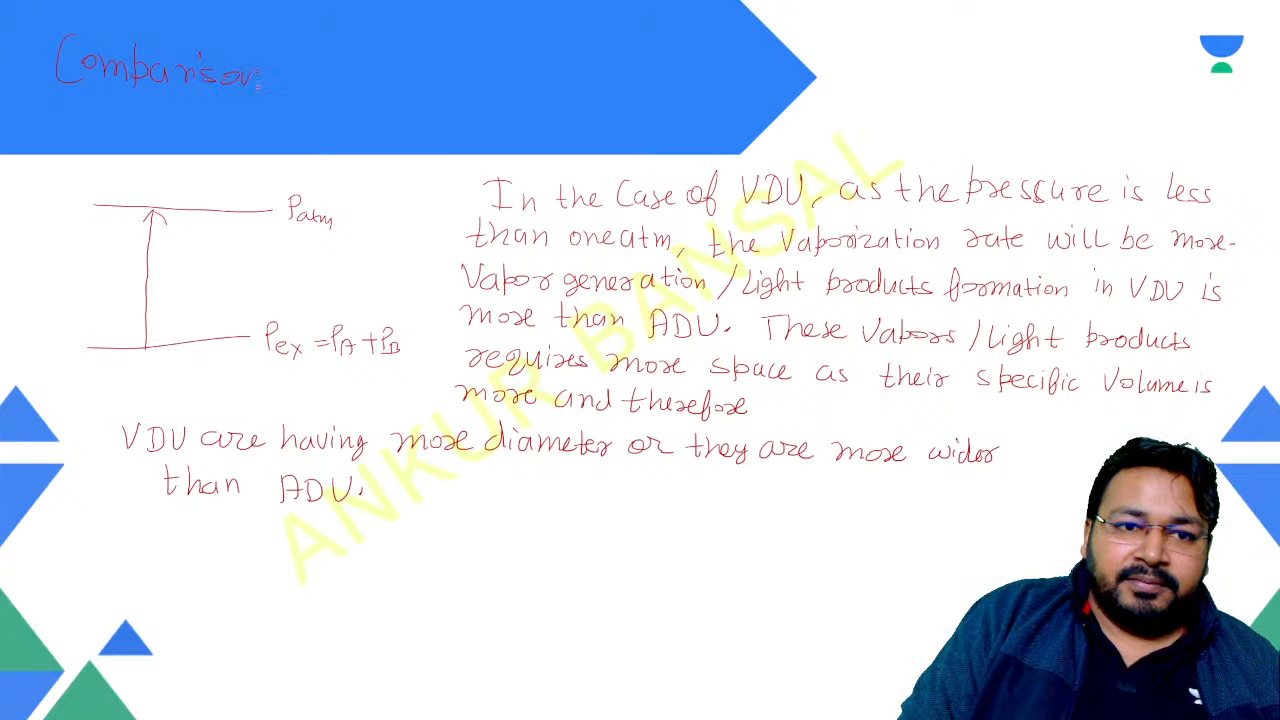 Comparison:
Patm
Pex = PA + PB
In the case of VDU, as the pressure is less
than one atm, the vaporization rate will be more.
Vapor generation / Light products formation in VDU is
more than ADU. These vapors / Light products
requires more space as their specific volume is
more and therefore
VDU are having more diameter or they are more wider
than ADU.
ANKUR BANSAL